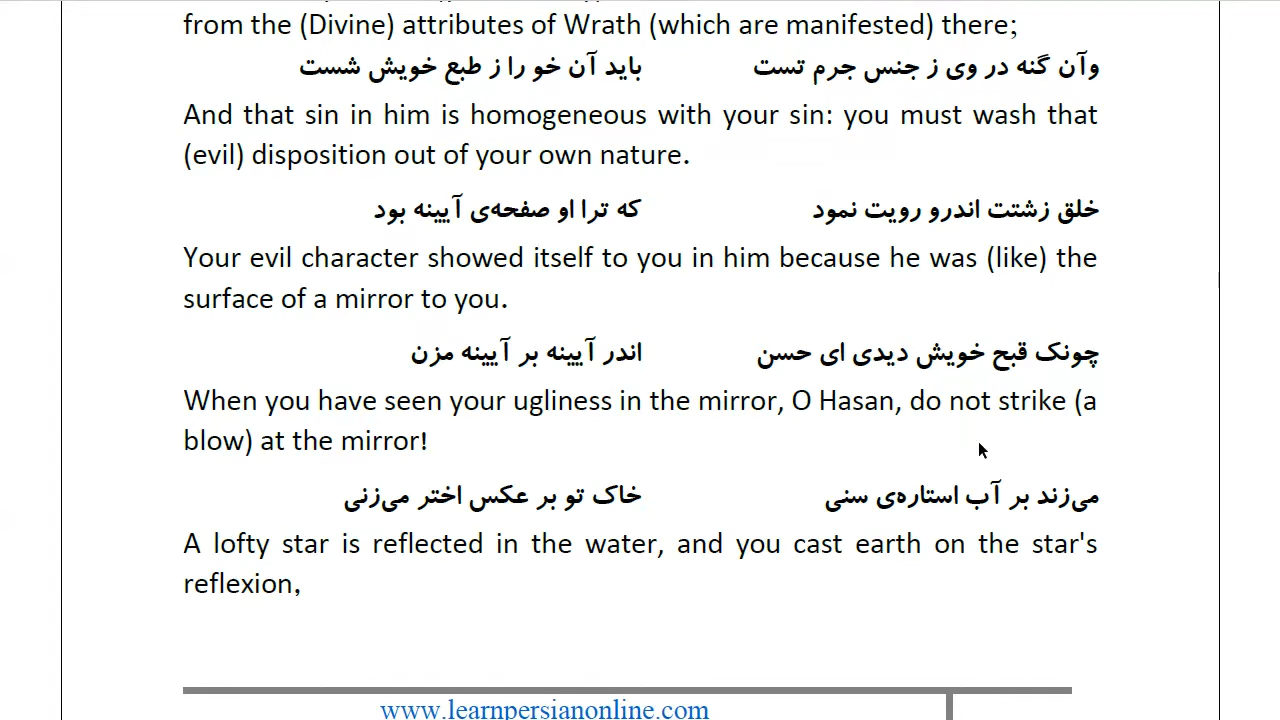 from the (Divine) attributes of Wrath (which are manifested) there;
وآن گنه در وی ز جنس جرم تست باید آن خو را ز طبع خویش شست
And that sin in him is homogeneous with your sin: you must wash that
(evil) disposition out of your own nature.
خلق زشتت اندرو رویت نمود که ترا او صفحه‌ی آیینه بود
Your evil character showed itself to you in him because he was (like) the
surface of a mirror to you.
چونک قبح خویش دیدی ای حسن اندر آیینه بر آیینه مزن
When you have seen your ugliness in the mirror, O Hasan, do not strike (a
blow) at the mirror!
می‌زند بر آب استاره‌ی سنی خاک تو بر عکس اختر می‌زنی
A lofty star is reflected in the water, and you cast earth on the star's
reflexion,
www.learnpersianonline.com